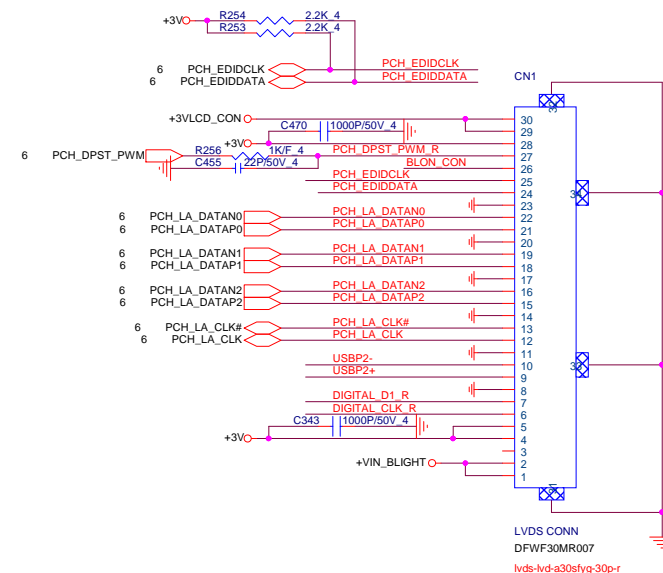 R254 2.2K_4
+3V
R253 2.2K_4
6 PCH_EDIDCLK PCH_EDIDCLK
6 PCH_EDIDDATA PCH_EDIDDATA
CN1
+3VLCD_CON 30
C470 1000P/50V_4 29
+3V 28
6 PCH_DPST_PWM R256 1K/F_4 PCH_DPST_PWM_R 27
C455 22P/50V_4 BLON_CON 26
PCH_EDIDCLK 25
PCH_EDIDDATA 24
34
23
6 PCH_LA_DATAN0 PCH_LA_DATAN0 22
6 PCH_LA_DATAP0 PCH_LA_DATAP0 21
20
6 PCH_LA_DATAN1 PCH_LA_DATAN1 19
6 PCH_LA_DATAP1 PCH_LA_DATAP1 18
17
6 PCH_LA_DATAN2 PCH_LA_DATAN2 16
6 PCH_LA_DATAP2 PCH_LA_DATAP2 15
14
6 PCH_LA_CLK# PCH_LA_CLK# 13
6 PCH_LA_CLK PCH_LA_CLK 12
11
USBP2- 10
33
USBP2+ 9
8
DIGITAL_D1_R 7
DIGITAL_CLK_R 6
C343 1000P/50V_4 5
+3V 4
3
+VIN_BLIGHT 2
1
31
LVDS CONN
DFWF30MR007
lvds-lvd-a30sfyg-30p-r